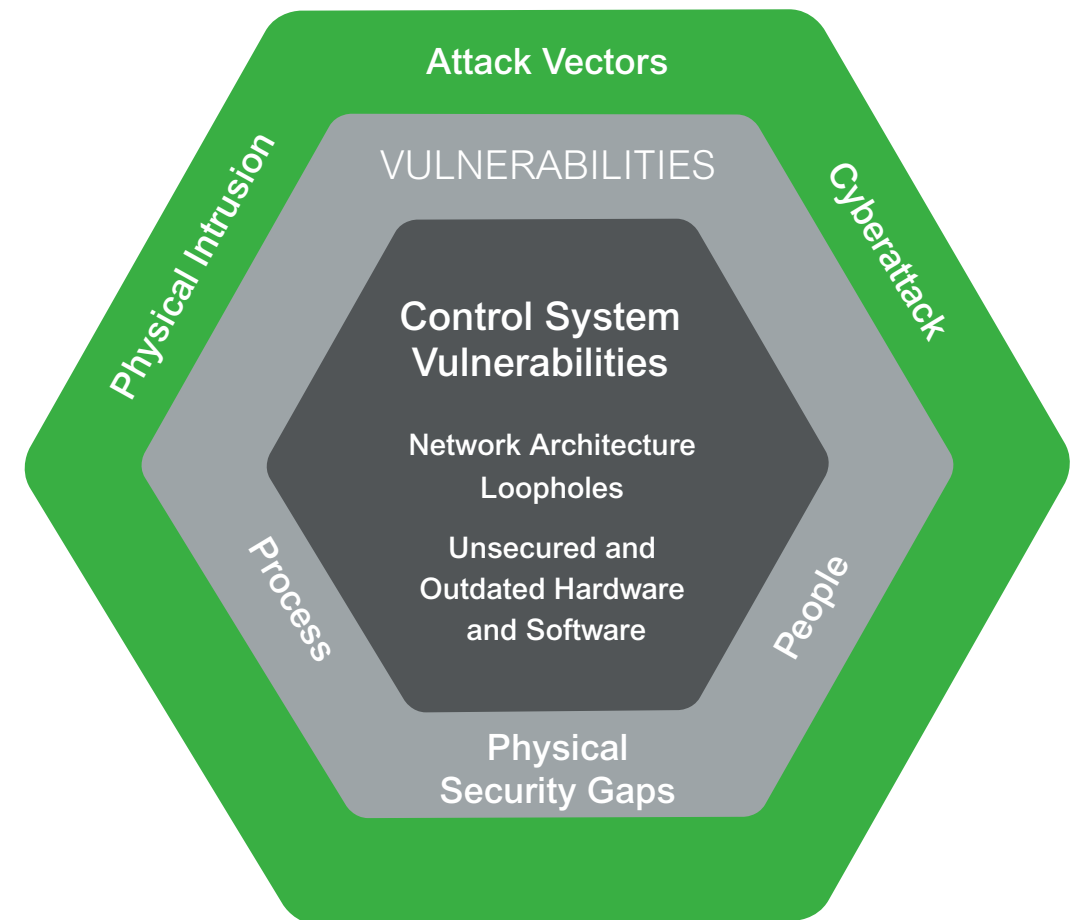 Attack Vectors
Physical Intrusion
Cyberattack
VULNERABILITIES
Control System
Vulnerabilities
Network Architecture
Loopholes
Unsecured and
Outdated Hardware
and Software
Process
People
Physical
Security Gaps